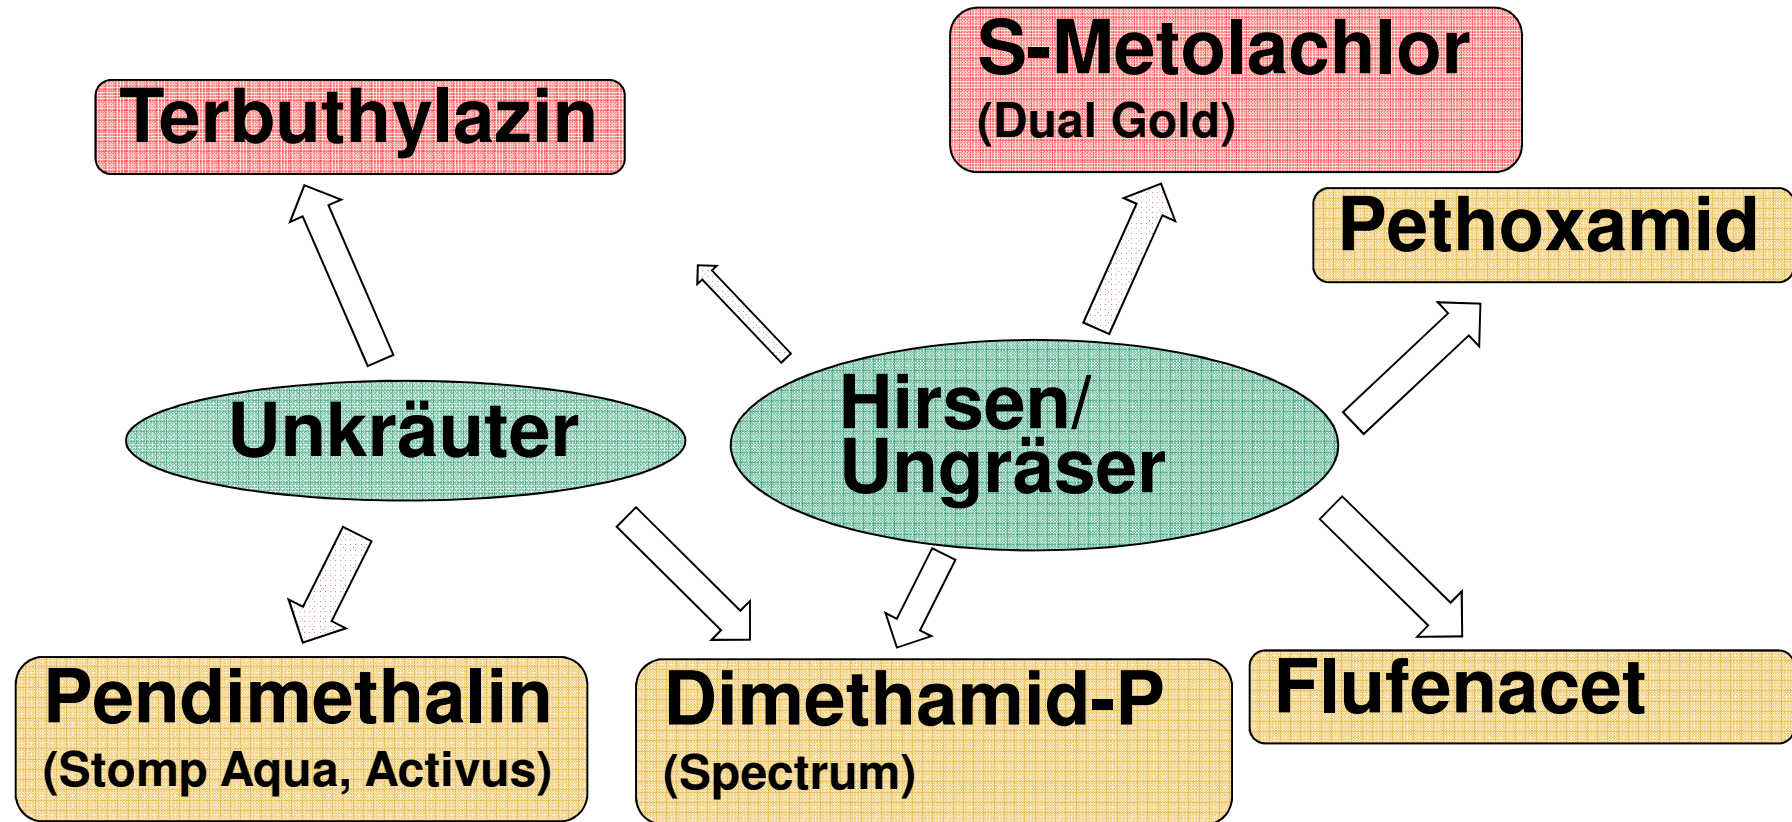 S-Metolachlor
(Dual Gold)
Terbuthylazin
Pethoxamid
Unkräuter
Hirsen/
Ungräser
Pendimethalin
(Stomp Aqua, Activus)
Dimethamid-P
(Spectrum)
Flufenacet